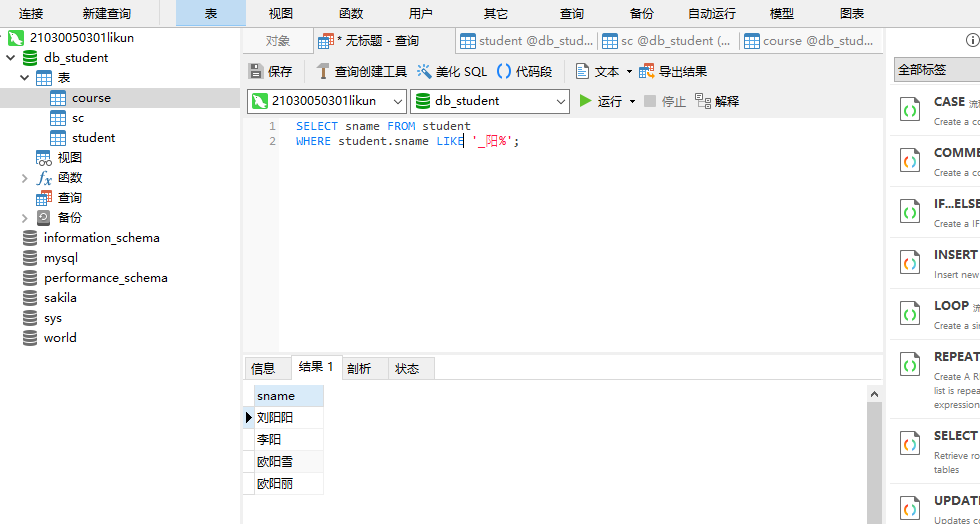 连接 新建查询 表 视图 函数 用户 其它 查询 备份 自动运行 模型 图表
21030050301likun
db_student
表
course
sc
student
视图
fx 函数
查询
备份
information_schema
mysql
performance_schema
sakila
sys
world
对象 * 无标题 - 查询 student @db_stud... sc @db_student (... course @db_stud...
保存 查询创建工具 美化 SQL 代码段 文本 导出结果
21030050301likun db_student 运行 停止 解释
1 SELECT sname FROM student
2 WHERE student.sname LIKE '_阳%';
信息 结果 1 剖析 状态
sname
刘阳阳
李阳
欧阳雪
欧阳丽
全部标签
CASE
Create a co
COMME
Create a co
IF...ELSE
Create a IF
INSERT
Insert new
LOOP
Create a si
REPEAT
Create A R
list is repea
expression
SELECT
Retrieve ro
tables
UPDAT
Updates co